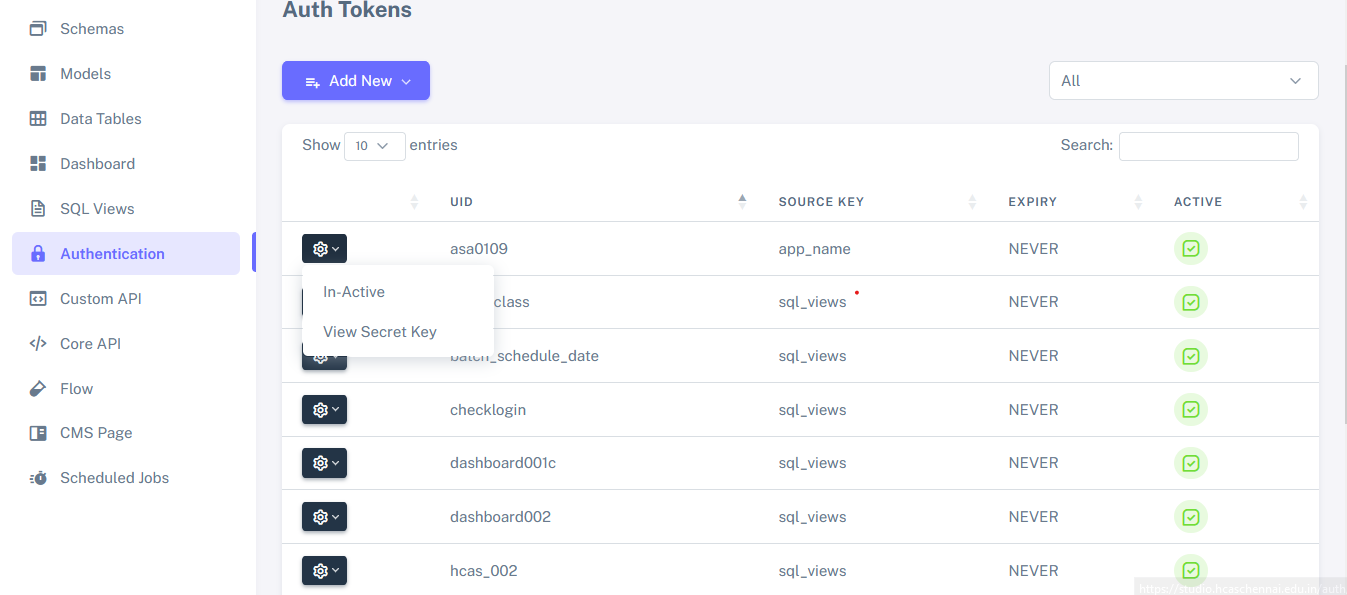 Auth Tokens
Schemas
Models
Data Tables
Dashboard
SQL Views
Authentication
Custom API
Core API
Flow
CMS Page
Scheduled Jobs
Add New
All
Show 10 entries
Search:
UID SOURCE KEY EXPIRY ACTIVE
asa0109 app_name NEVER
In-Active
class sql_views NEVER
View Secret Key
batch_schedule_date sql_views NEVER
checklogin sql_views NEVER
dashboard001c sql_views NEVER
dashboard002 sql_views NEVER
hcas_002 sql_views NEVER
https://studio.hcaschennai.edu.in/auth